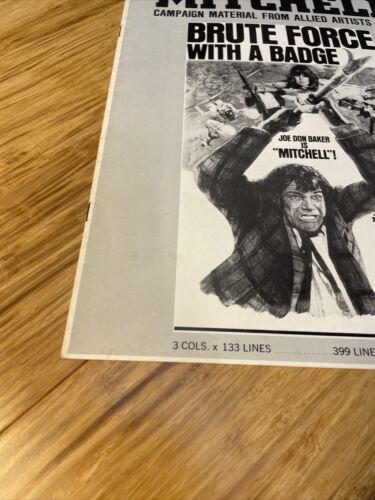 MITCHELL
CAMPAIGN MATERIAL FROM ALLIED ARTISTS
BRUTE FORCE
WITH A BADGE
JOE DON BAKER
IS
"MITCHELL"!
3 COLS. x 133 LINES .................... 399 LINE